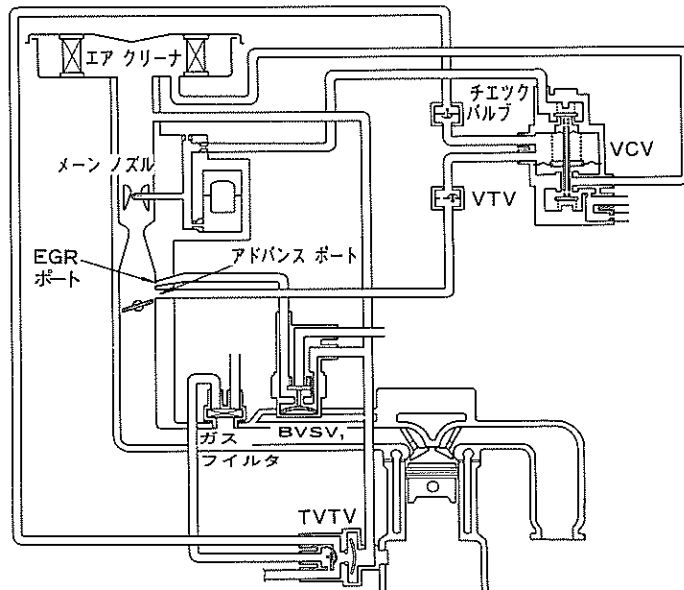 エア クリーナ
チエック
バルブ
VCV
メーン ノズル
VTV
EGR
ポート
アドバンス ポート
ガス
フイルタ
BVSV,
TVTV